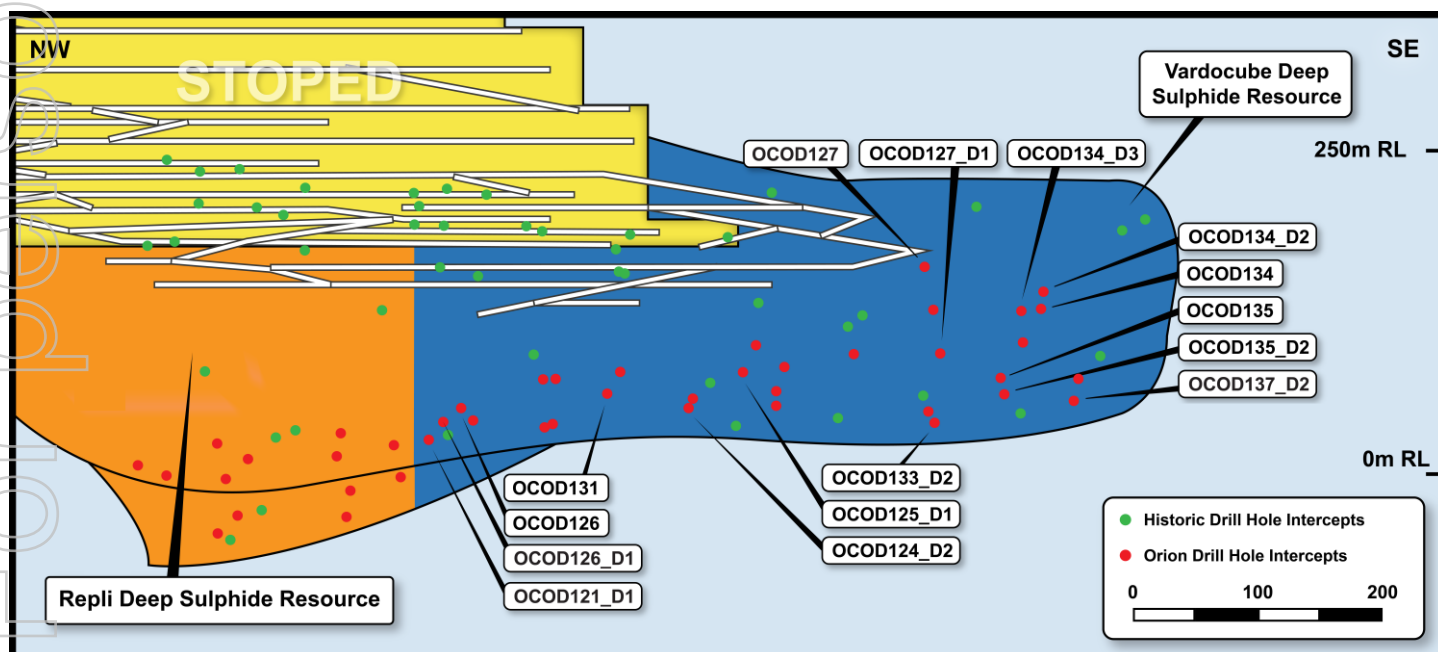 NW
STOPED
SE
Vardocube Deep
Sulphide Resource
250m RL
OCOD127
OCOD127_D1
OCOD134_D3
OCOD134_D2
OCOD134
OCOD135
OCOD135_D2
OCOD137_D2
0m RL
OCOD131
OCOD126
OCOD126_D1
OCOD121_D1
OCOD133_D2
OCOD125_D1
OCOD124_D2
Repli Deep Sulphide Resource
Historic Drill Hole Intercepts
Orion Drill Hole Intercepts
0 100 200